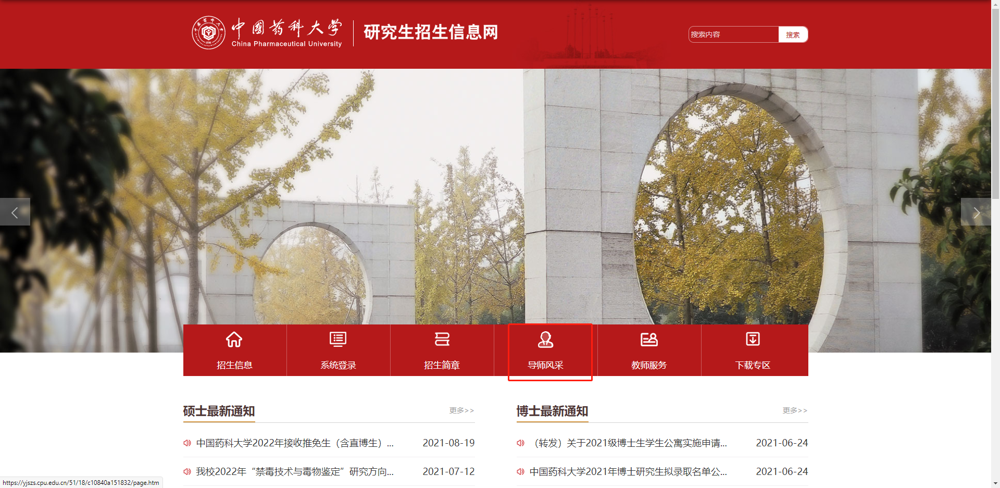 中國药科大学
China Pharmaceutical University
研究生招生信息网
搜索内容
搜索
招生信息
系统登录
招生简章
导师风采
教师服务
下载专区
硕士最新通知
更多>>
中国药科大学2022年接收推免生（含直博生）...
2021-08-19
我校2022年“禁毒技术与毒物鉴定”研究方向...
2021-07-12
博士最新通知
更多>>
（转发）关于2021级博士生学生公寓实施申请...
2021-06-24
中国药科大学2021年博士研究生拟录取名单公...
2021-06-24
https://yjszs.cpu.edu.cn/51/18/c10840a151832/page.htm